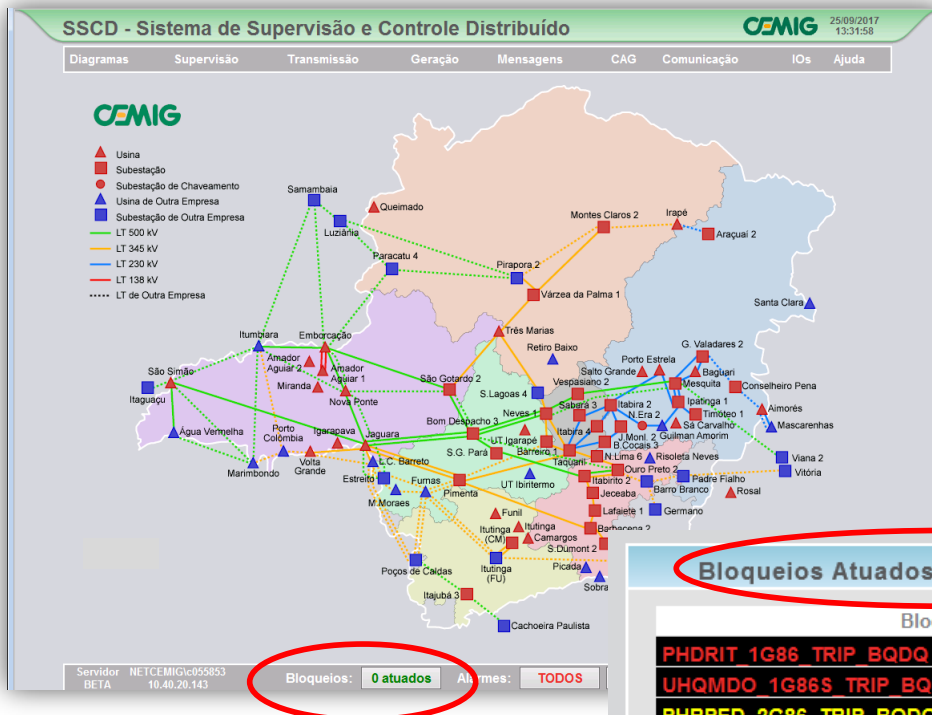 SSCD - Sistema de Supervisão e Controle Distribuído
CEMIG
25/09/2017
13:31:58
Diagramas Supervisão Transmissão Geração Mensagens CAG Comunicação IOs Ajuda
CEMIG
Usina
Subestação
Subestação de Chaveamento
Usina de Outra Empresa
Subestação de Outra Empresa
LT 500 kV
LT 345 kV
LT 230 kV
LT 138 kV
LT de Outra Empresa
Samambaia
Queimado
Luziânia
Montes Claros 2
Irapé
Araçuaí 2
Paracatu 4
Pirapora 2
Várzea da Palma 1
Santa Clara
Três Marias
Itumbiara
Emborcação
Retiro Baixo
G. Valadares 2
Amador
Aguiar 2
Amador
Aguiar 1
Porto Estrela
Salto Grande
Baguari
São Simão
Miranda
São Gotardo 2
Vespasiano 2
Mesquita
Conselheiro Pena
Itaguaçu
Nova Ponte
S.Lagoas 4
Sabará 3
Itabira 2
Ipatinga 1
Neves 1
N.Era 2
Timóteo 1
Aimorés
Bom Despacho 3
Sá Carvalho
Mascarenhas
Água Vermelha
Porto
Colômbia
Igarapava
Jaguara
UT Igarapé
Itabira 4
J.Monl. 2
Guilman Amorim
B.Cocais 3
S.G. Pará
Barreiro 1
N.Lima 6
Risoleta Neves
Viana 2
Marimbondo
Volta
Grande
L.C. Barreto
Taquaril
Ouro Preto 2
Vitória
Estreito
Furnas
Pimenta
UT Ibiritermo
Itabirito 2
Padre Fialho
M.Moraes
Jeceaba
Barro Branco
Rosal
Funil
Lafaiete 1
Germano
Itutinga
(CM)
Itutinga
Camargos
Barbacena 2
S.Dumont 2
Poços de Caldas
Itutinga
(FU)
Picada
Sobra
Itajubá 3
Cachoeira Paulista
Servidor NETCEMIG\c055853
BETA 10.40.20.143
Bloqueios: 0 atuados
Alarmes: TODOS
Bloqueios Atuados
Blo
PHDRIT_1G86_TRIP_BQDQ
UHQMDO_1G86S_TRIP_BQ